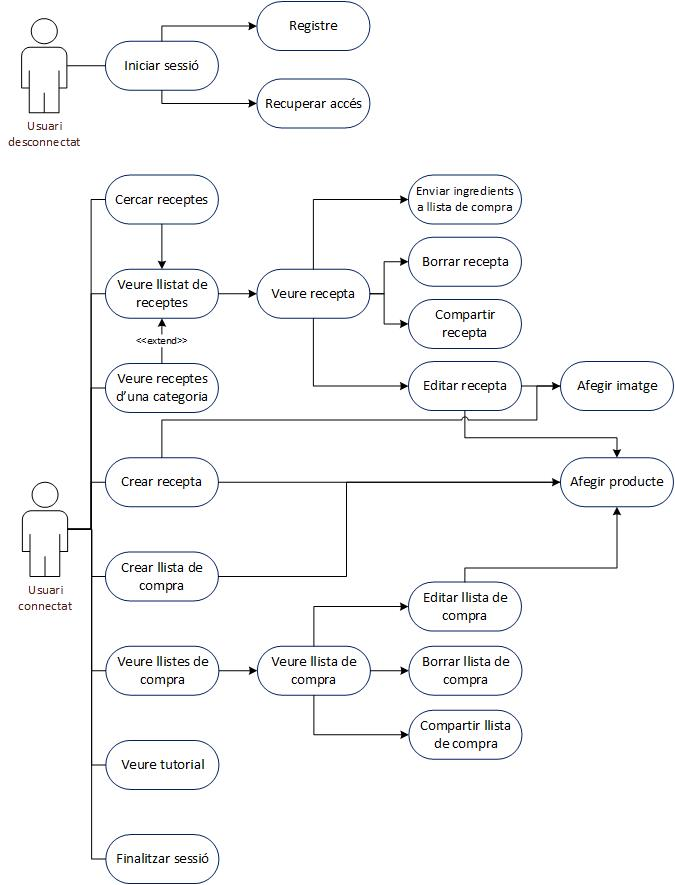 Registre
Iniciar sessió
Recuperar accés
Usuari
desconnectat
Cercar receptes
Enviar ingredients
a llista de compra
Borrar recepta
Veure llistat de
receptes
Veure recepta
Compartir
recepta
<<extend>>
Veure receptes
d'una categoria
Editar recepta
Afegir imatge
Crear recepta
Afegir producte
Usuari
connectat
Crear llista de
compra
Editar llista de
compra
Veure llistes de
compra
Veure llista de
compra
Borrar llista de
compra
Compartir llista
de compra
Veure tutorial
Finalitzar sessió